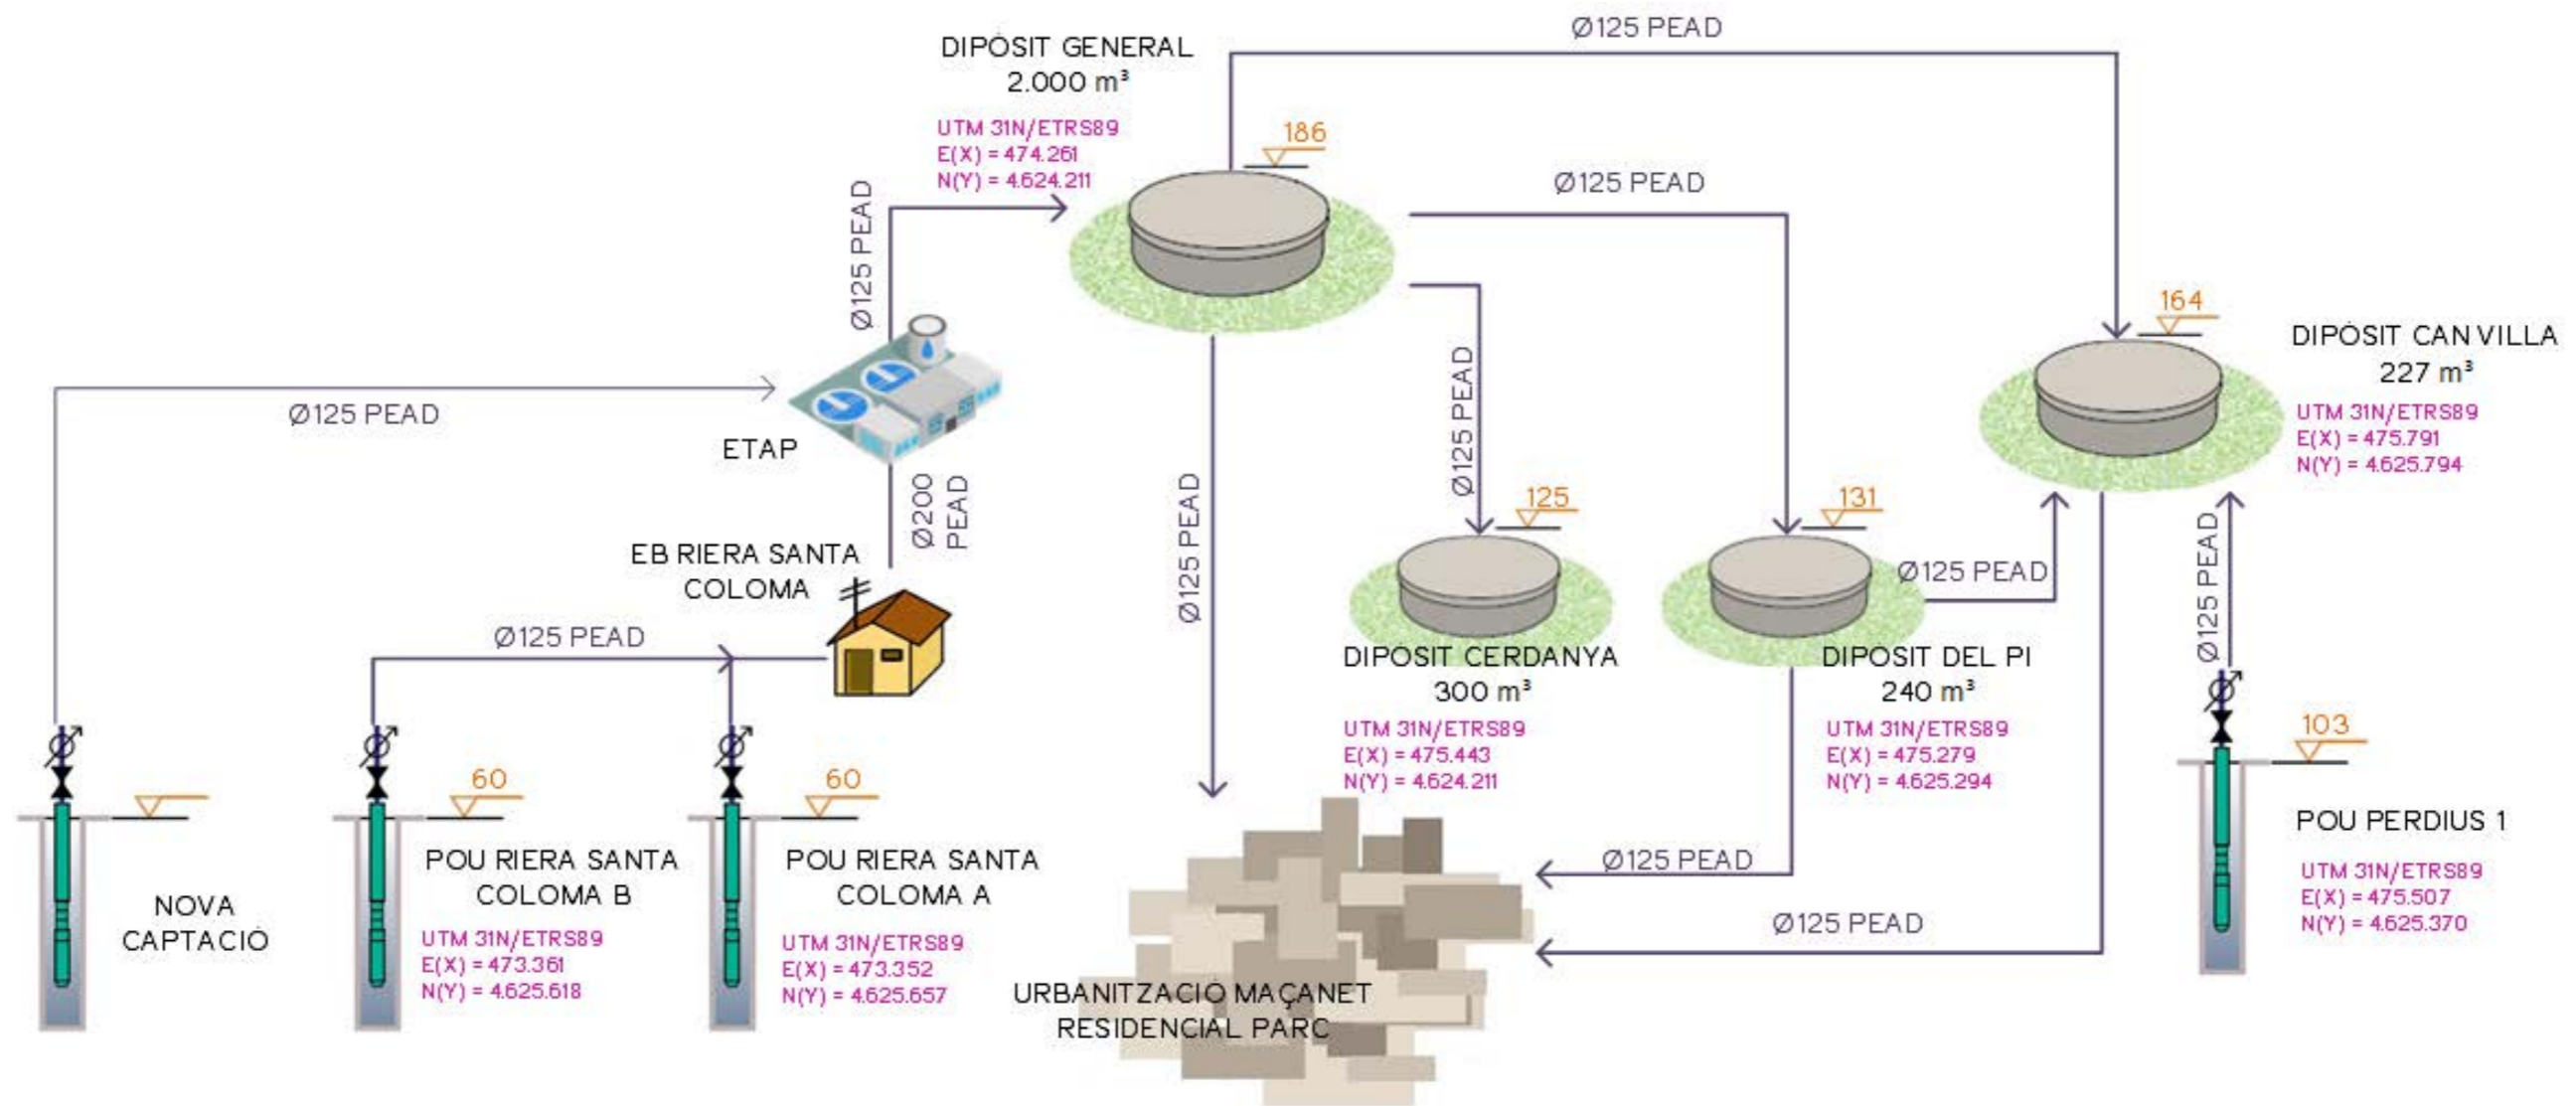 Ø125 PEAD
DIPÒSIT GENERAL
2.000 m³
UTM 31N/ETRS89
E(X) = 474.261
N(Y) = 4.624.211
186
Ø125 PEAD
Ø125 PEAD
164
DIPÒSIT CAN VILLA
227 m³
UTM 31N/ETRS89
E(X) = 475.791
N(Y) = 4.625.794
Ø125 PEAD
Ø125 PEAD
ETAP
Ø200
PEAD
Ø125 PEAD
Ø125 PEAD
125
131
Ø125 PEAD
Ø125 PEAD
EB RIERA SANTA
COLOMA
Ø125 PEAD
DIPÒSIT CERDANYA
300 m³
UTM 31N/ETRS89
E(X) = 475.443
N(Y) = 4.624.211
DIPÒSIT DEL PI
240 m³
UTM 31N/ETRS89
E(X) = 475.279
N(Y) = 4.625.294
103
POU PERDIUS 1
UTM 31N/ETRS89
E(X) = 475.507
N(Y) = 4.625.370
60
60
NOVA
CAPTACIÓ
POU RIERA SANTA
COLOMA B
UTM 31N/ETRS89
E(X) = 473.361
N(Y) = 4.625.618
POU RIERA SANTA
COLOMA A
UTM 31N/ETRS89
E(X) = 473.352
N(Y) = 4.625.657
Ø125 PEAD
Ø125 PEAD
URBANITZACIÓ MAÇANET
RESIDENCIAL PARC